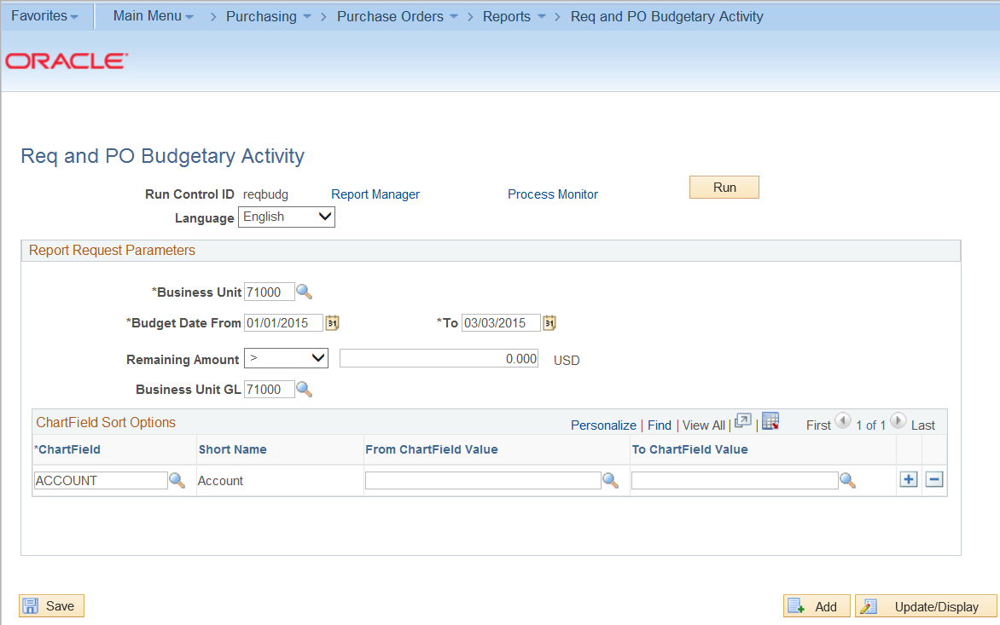 Favorites Main Menu > Purchasing > Purchase Orders > Reports > Req and PO Budgetary Activity
ORACLE
Req and PO Budgetary Activity
Run Control ID reqbudg Report Manager Process Monitor Run
Language English
Report Request Parameters
*Business Unit 71000
*Budget Date From 01/01/2015 31 *To 03/03/2015 31
Remaining Amount > 0.000 USD
Business Unit GL 71000
ChartField Sort Options Personalize | Find | View All | | First 1 of 1 Last
*ChartField Short Name From ChartField Value To ChartField Value
ACCOUNT Account
Save Add Update/Display